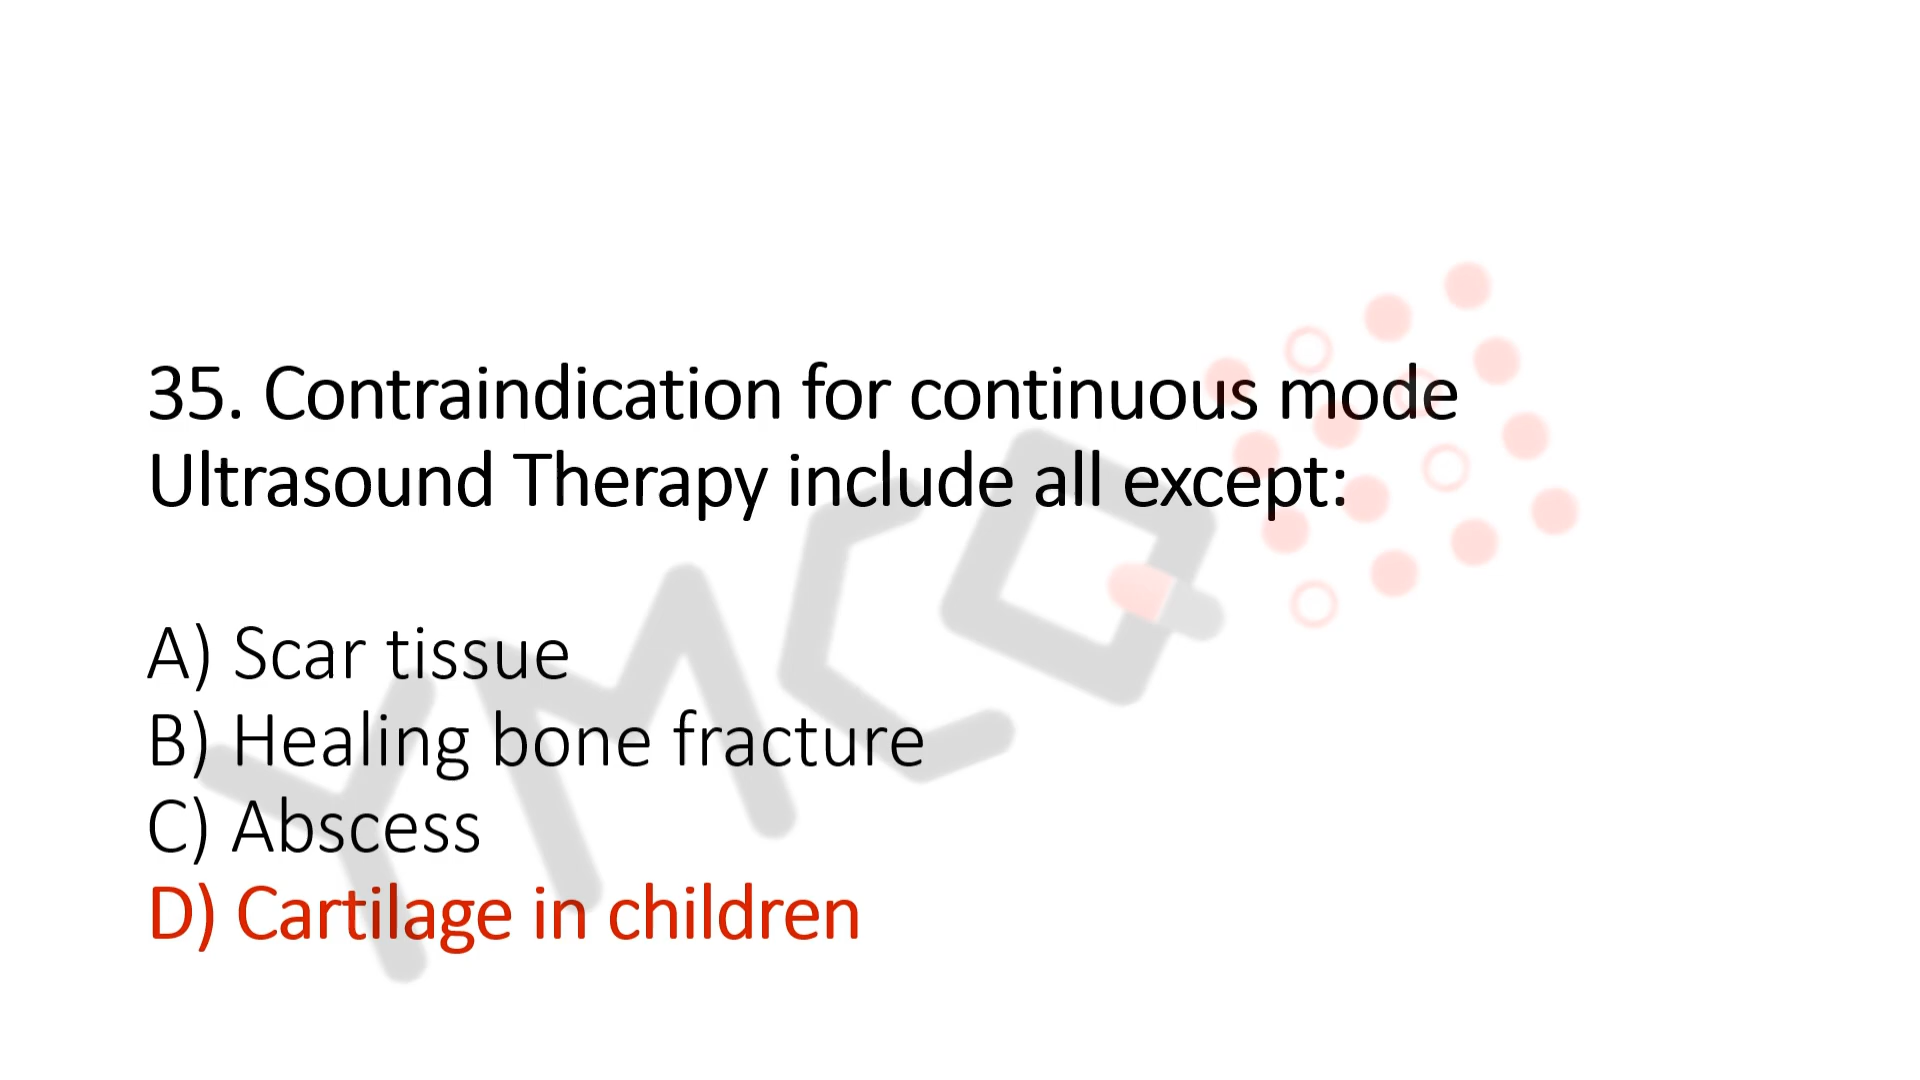 35. Contraindication for continuous mode
Ultrasound Therapy include all except:
A) Scar tissue
B) Healing bone fracture
C) Abscess
D) Cartilage in children
YMCQ